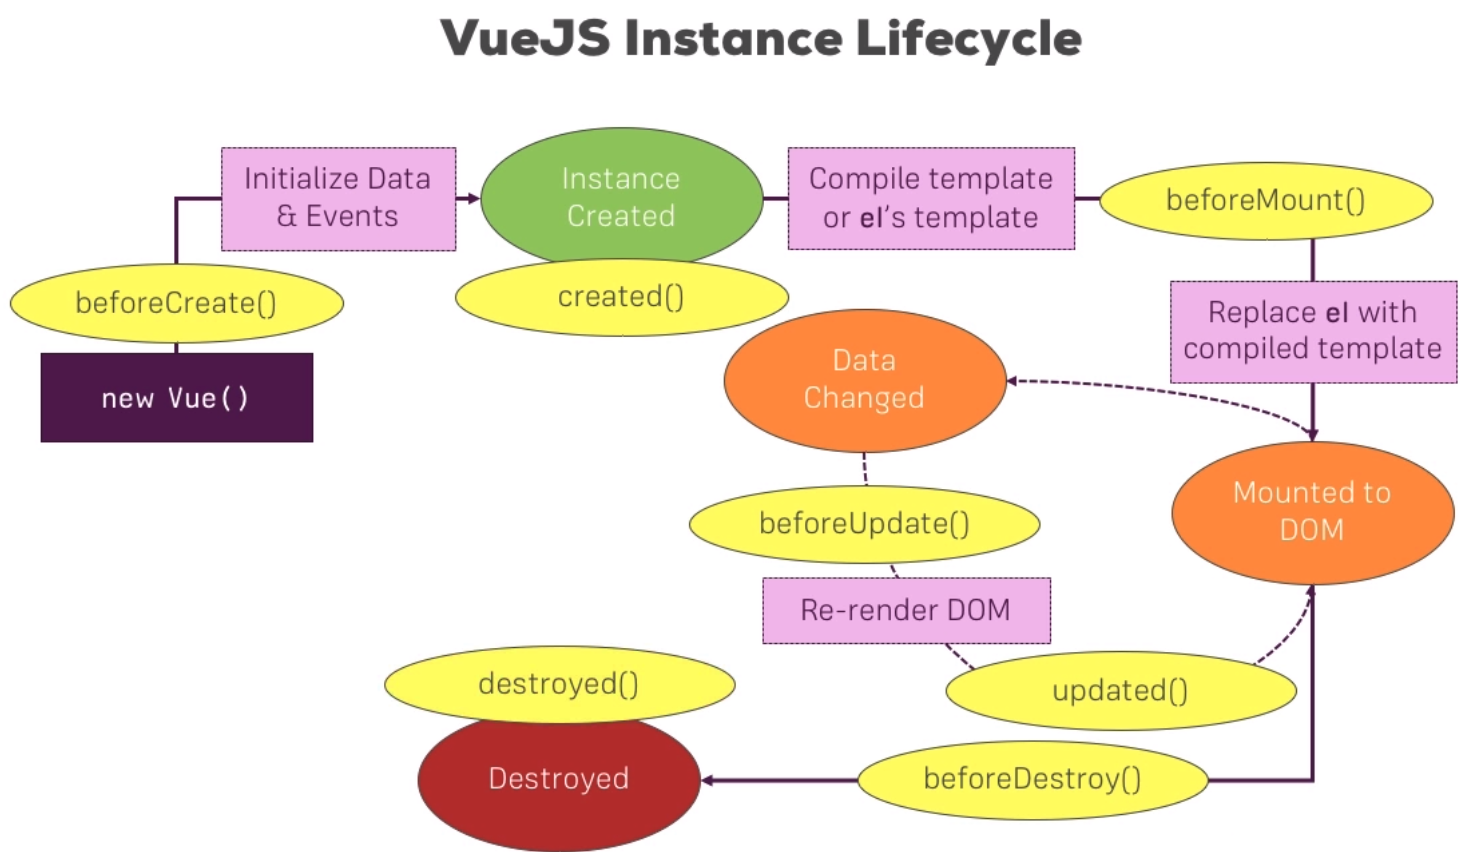 VueJS Instance Lifecycle
new Vue()
beforeCreate()
Initialize Data
& Events
Instance
Created
created()
Compile template
or el's template
beforeMount()
Replace el with
compiled template
Mounted to
DOM
Data
Changed
beforeUpdate()
Re-render DOM
updated()
beforeDestroy()
destroyed()
Destroyed